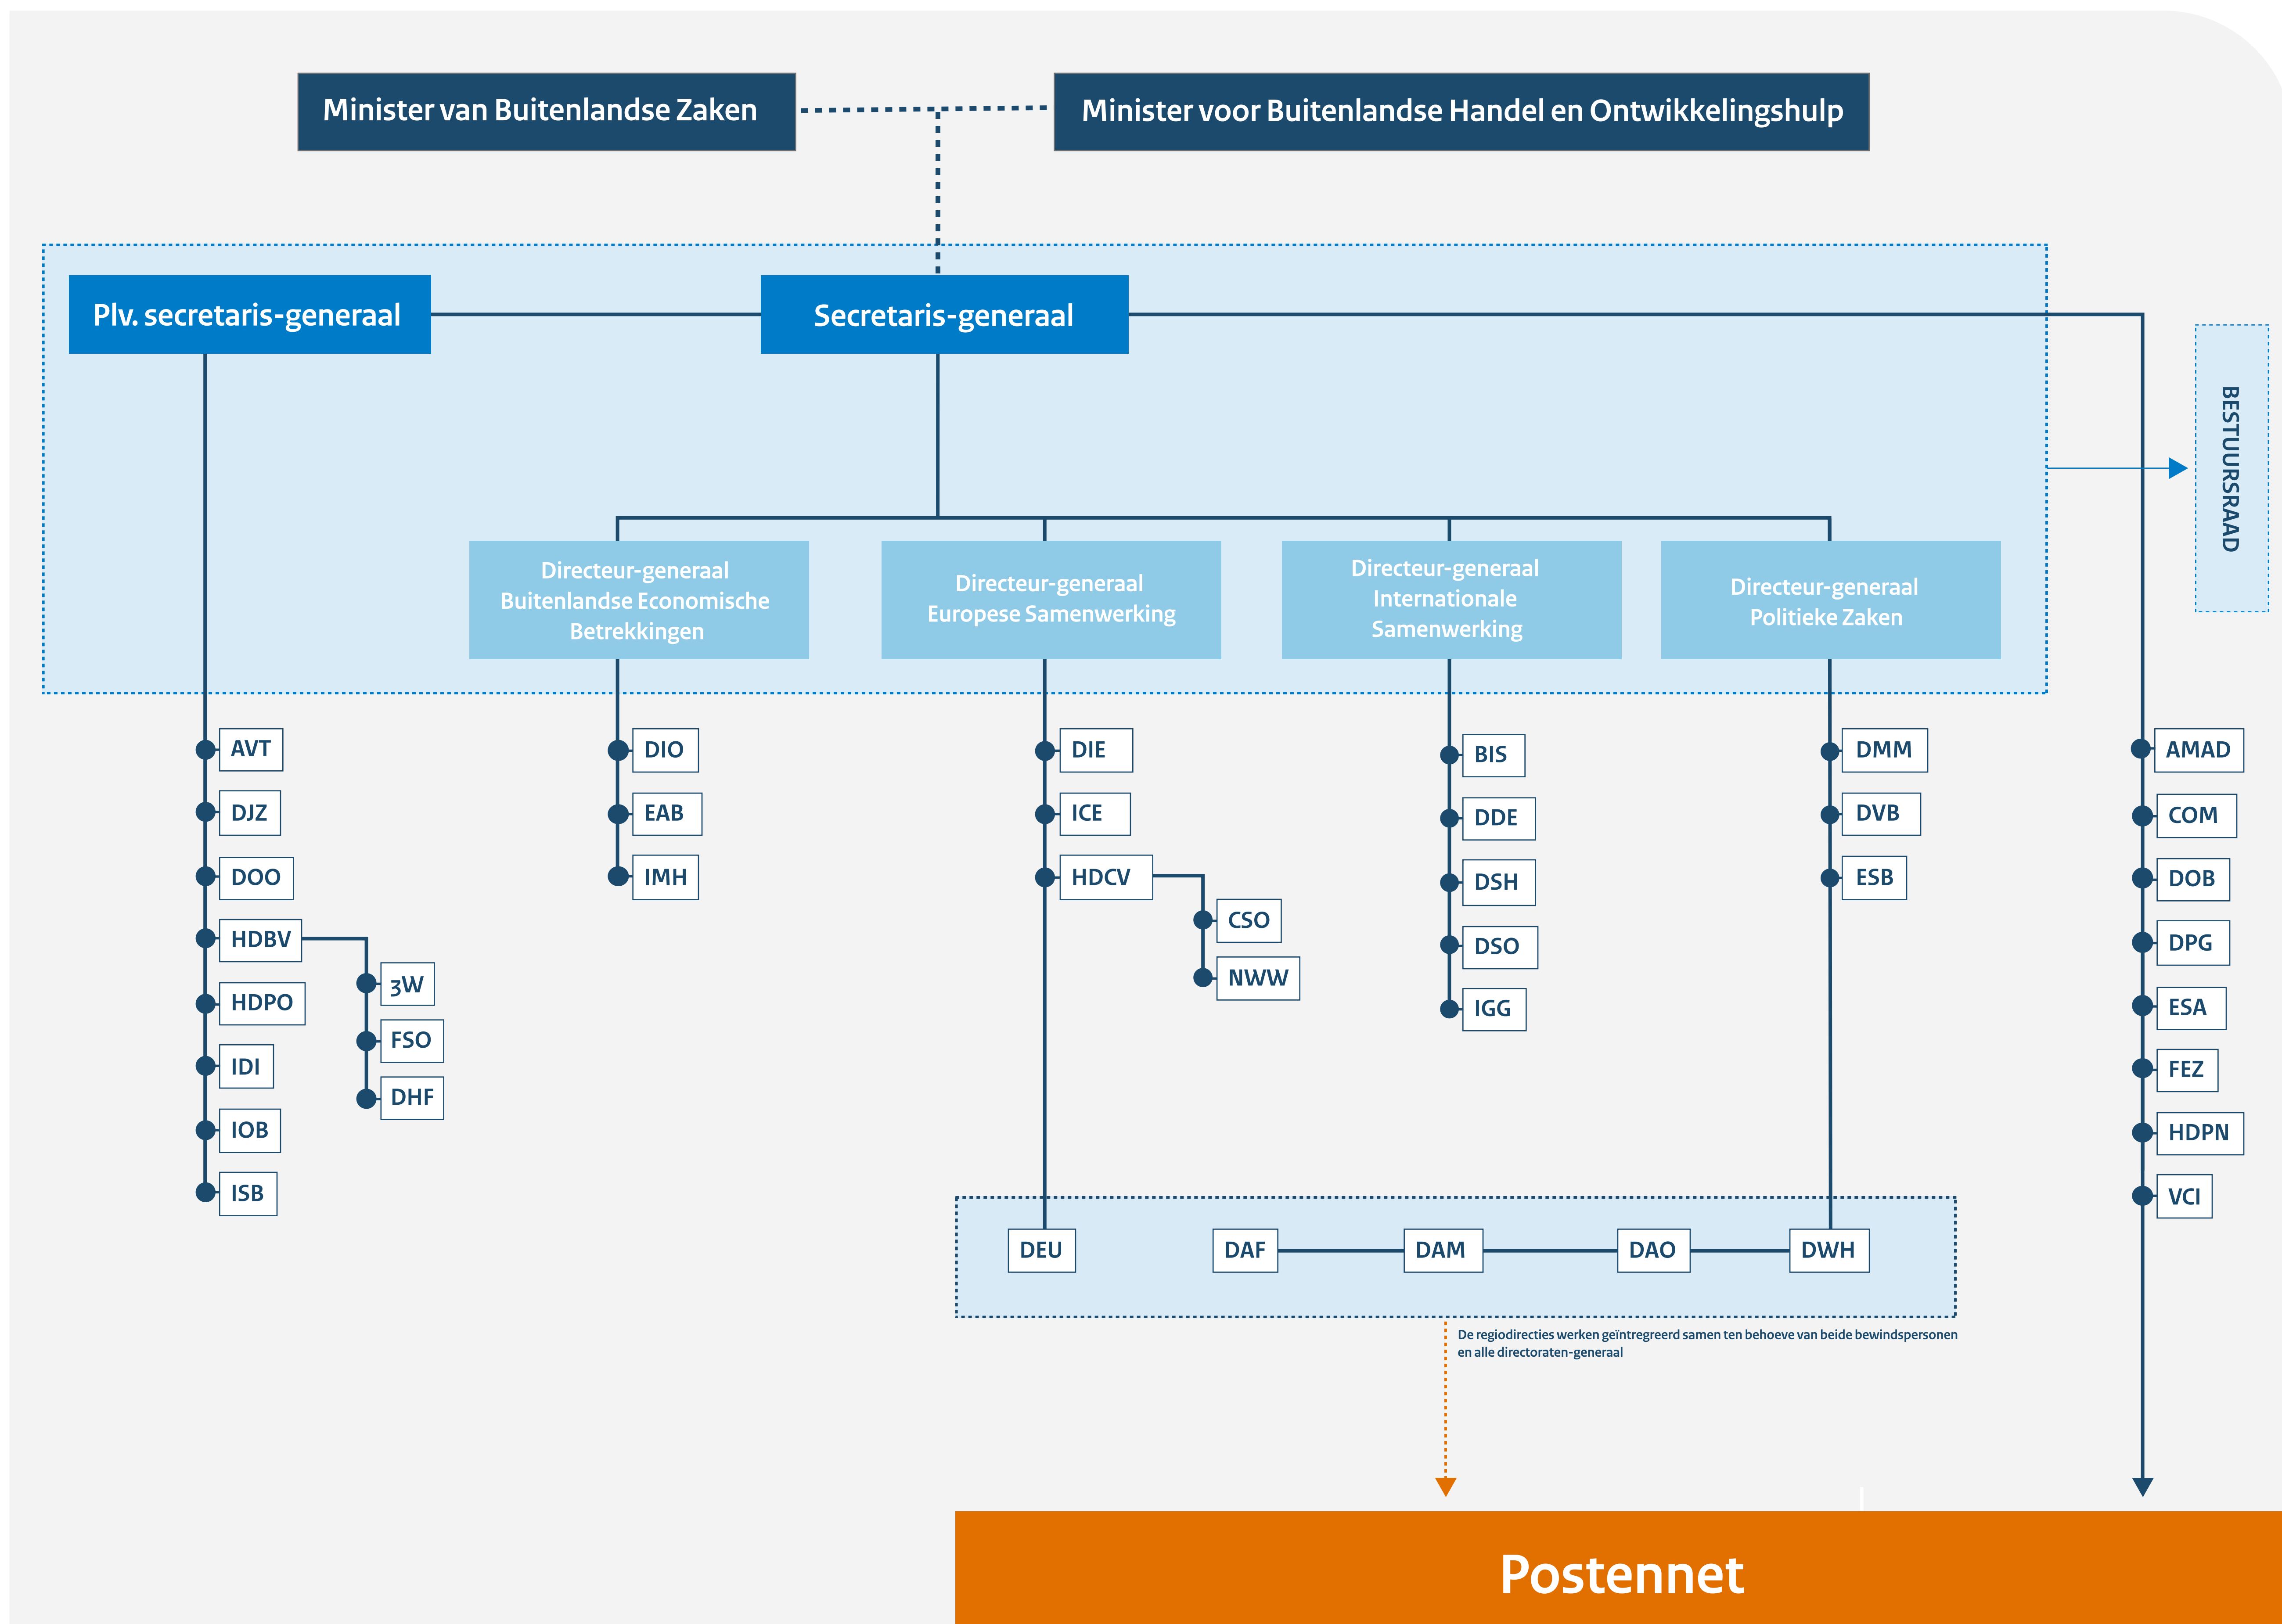 Minister van Buitenlandse Zaken
Minister voor Buitenlandse Handel en Ontwikkelingshulp
Plv. secretaris-generaal
Secretaris-generaal
BESTUURSRAAD
Directeur-generaal
Buitenlandse Economische
Betrekkingen
Directeur-generaal
Europese Samenwerking
Directeur-generaal
Internationale
Samenwerking
Directeur-generaal
Politieke Zaken
AVT
DJZ
DOO
HDBV
HDPO
IDI
IOB
ISB
3W
FSO
DHF
DIO
EAB
IMH
DIE
ICE
HDCV
CSO
NWW
BIS
DDE
DSH
DSO
IGG
DMM
DVB
ESB
AMAD
COM
DOB
DPG
ESA
FEZ
HDPN
VCI
DEU
DAF
DAM
DAO
DWH
De regiodirecties werken geïntregreerd samen ten behoeve van beide bewindspersonen
en alle directoraten-generaal
Postennet